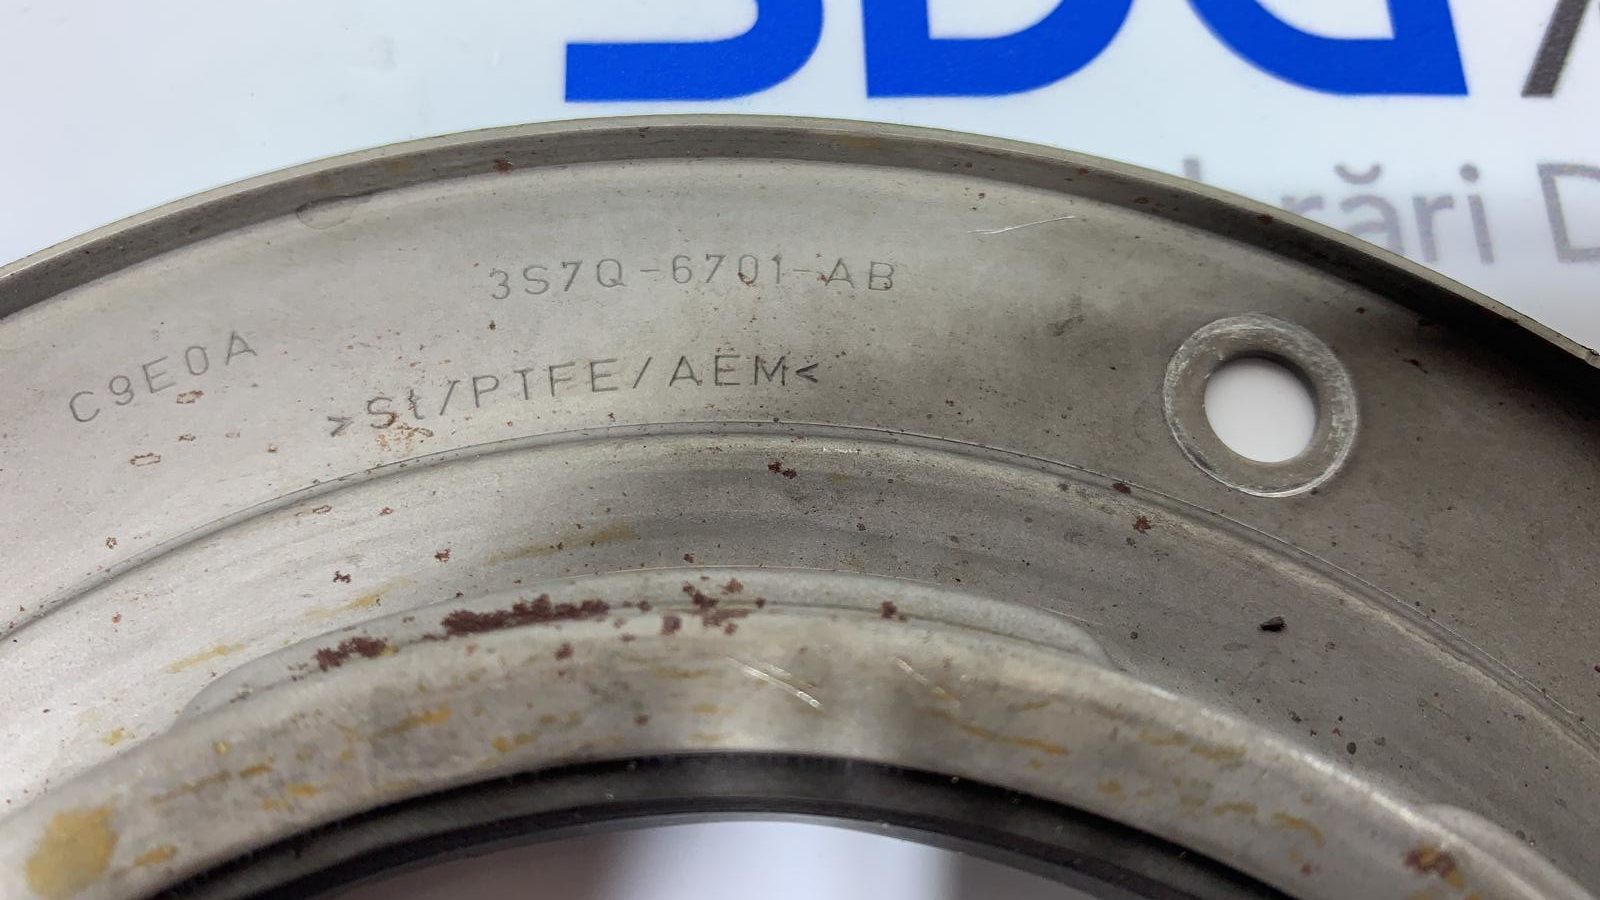 3S7Q-6701-AB
C9E0A
>St/PTFE/AEM<